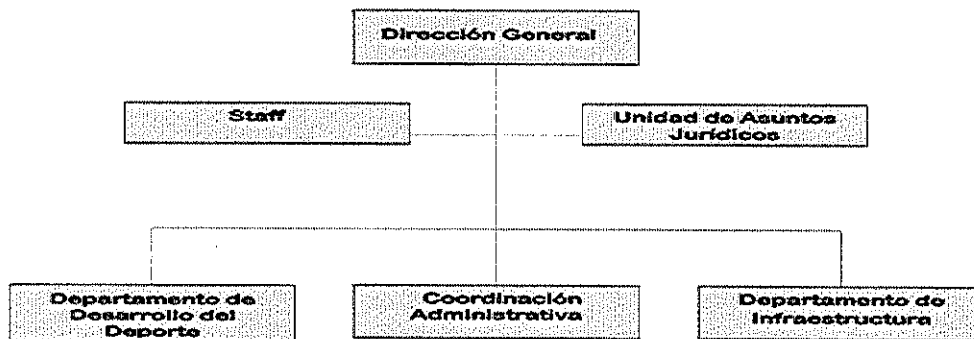 Dirección General
Staff
Unidad de Asuntos
Jurídicos
Departamento de
Desarrollo del
Deporte
Coordinación
Administrativa
Departamento de
Infraestructura